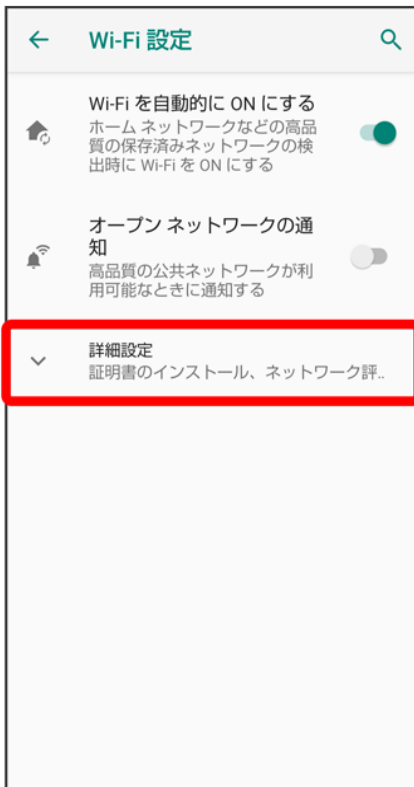 Wi-Fi 設定
Wi-Fi を自動的に ON にする
ホーム ネットワークなどの高品
質の保存済みネットワークの検
出時に Wi-Fi を ON にする
オープン ネットワークの通
知
高品質の公共ネットワークが利
用可能なときに通知する
詳細設定
証明書のインストール、ネットワーク評..